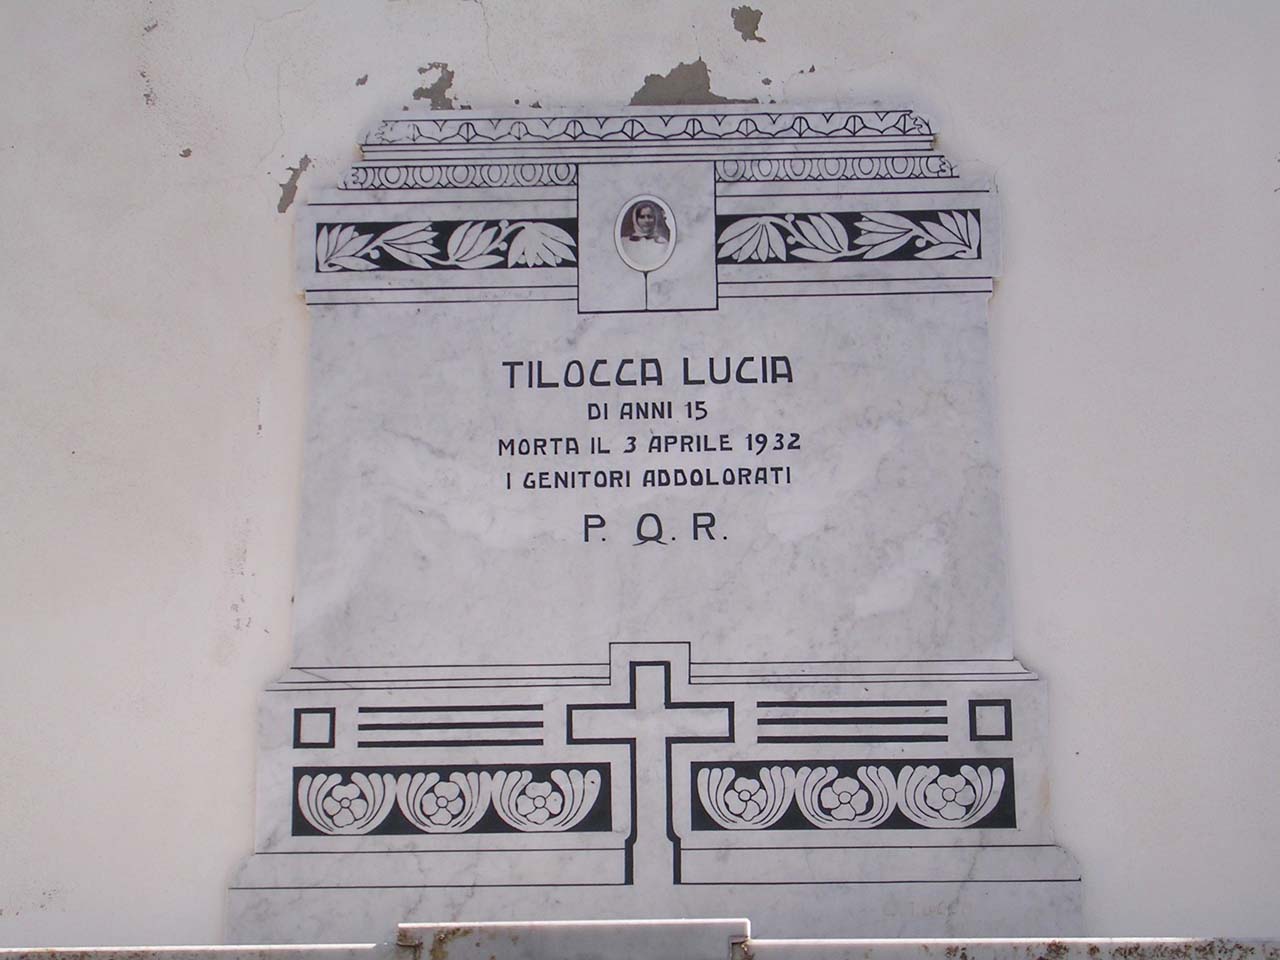 TILOCCA LUCIA
DI ANNI 15
MORTA IL 3 APRILE 1932
I GENITORI ADDOLORATI
P. Q. R.